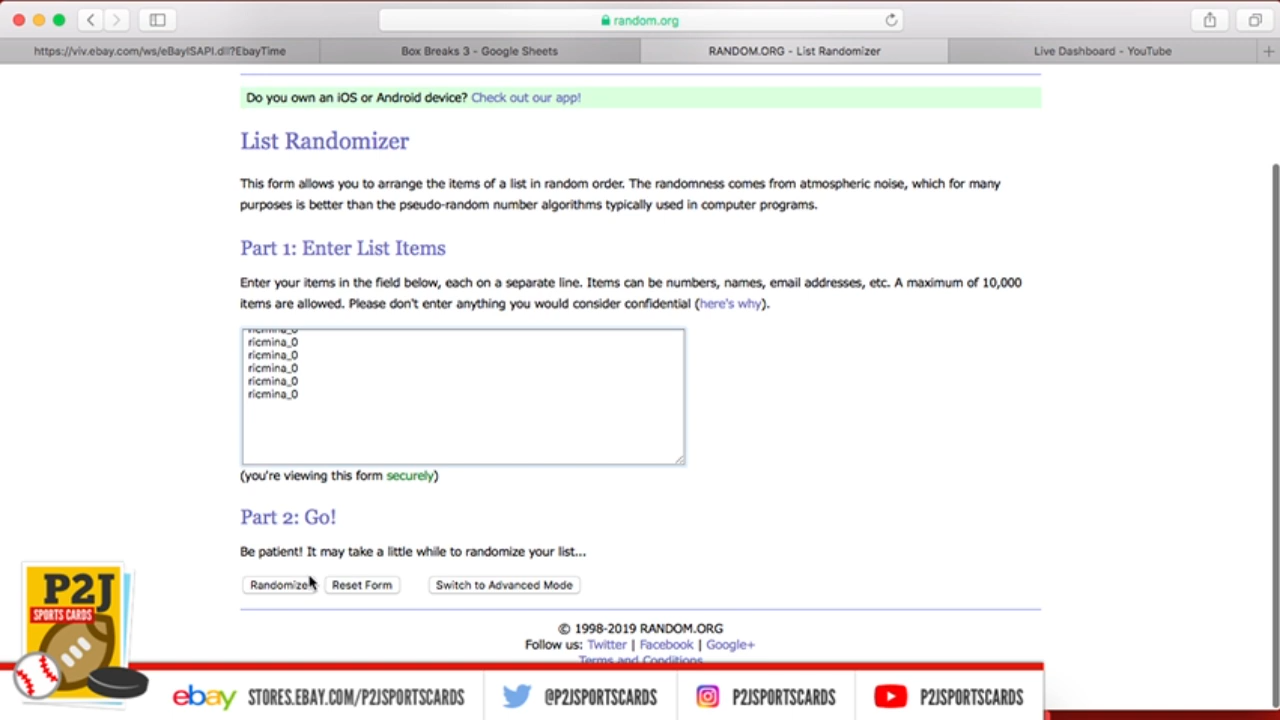 random.org
https://viv.ebay.com/ws/eBayISAPI.dll?EbayTime
Box Breaks 3 - Google Sheets
RANDOM.ORG - List Randomizer
Live Dashboard - YouTube
Do you own an iOS or Android device? Check out our app!
List Randomizer
This form allows you to arrange the items of a list in random order. The randomness comes from atmospheric noise, which for many
purposes is better than the pseudo-random number algorithms typically used in computer programs.
Part 1: Enter List Items
Enter your items in the field below, each on a separate line. Items can be numbers, names, email addresses, etc. A maximum of 10,000
items are allowed. Please don't enter anything you would consider confidential (here's why).
ricmina_0
ricmina_0
ricmina_0
ricmina_0
ricmina_0
ricmina_0
(you're viewing this form securely)
Part 2: Go!
Be patient! It may take a little while to randomize your list...
Randomize Reset Form Switch to Advanced Mode
© 1998-2019 RANDOM.ORG
Follow us: Twitter | Facebook | Google+
Terms and Conditions
P2J
SPORTS CARDS
ebay STORES.EBAY.COM/P2JSPORTSCARDS @P2JSPORTSCARDS P2JSPORTSCARDS P2JSPORTSCARDS